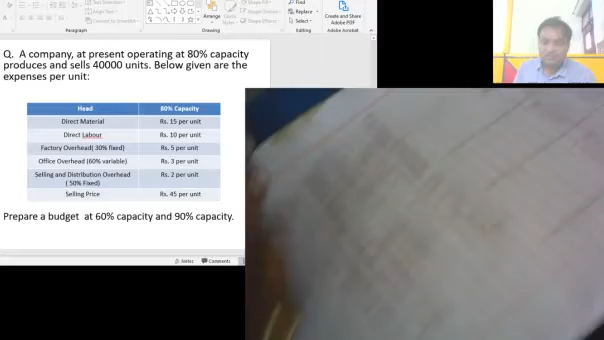 Find
Replace
Select
Arrange
Create and Share
Adobe PDF
Paragraph
Drawing
Editing
Adobe Acrobat
Q. A company, at present operating at 80% capacity
produces and sells 40000 units. Below given are the
expenses per unit:
Head 80% Capacity
Direct Material Rs. 15 per unit
Direct Labour Rs. 10 per unit
Factory Overhead( 30% fixed) Rs. 5 per unit
Office Overhead (60% variable) Rs. 3 per unit
Selling and Distribution Overhead
( 50% Fixed) Rs. 2 per unit
Selling Price Rs. 45 per unit
Prepare a budget at 60% capacity and 90% capacity.
Notes Comments